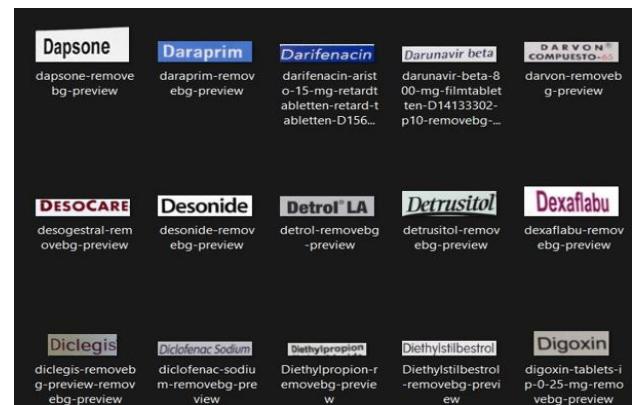 Dapsone
Daraprim
Darifenacin
Darunavir beta
DARVON®
COMPUESTO-65
dapsone-remove
bg-preview
daraprim-remov
ebg-preview
darifenacin-arist
o-15-mg-retardt
abletten-retard-t
abletten-D156...
darunavir-beta-8
00-mg-filmtablet
ten-D14133302-
p10-removebg-...
darvon-removeb
g-preview
DESOCARE
Desonide
Detrol® LA
Detrusitol
Dexaflabu
desogestral-rem
ovebg-preview
desonide-remov
ebg-preview
detrol-removebg
-preview
detrusitol-remov
ebg-preview
dexaflabu-remov
ebg-preview
Diclegis
Diclofenac Sodium
Diethylpropion
Diethylstilbestrol
Digoxin
diclegis-removeb
g-preview-remov
ebg-preview
diclofenac-sodiu
m-removebg-pre
view
Diethylpropion-r
emovebg-previe
w
Diethylstilbestrol
-removebg-previ
ew
digoxin-tablets-i
p-0-25-mg-remo
vebg-preview